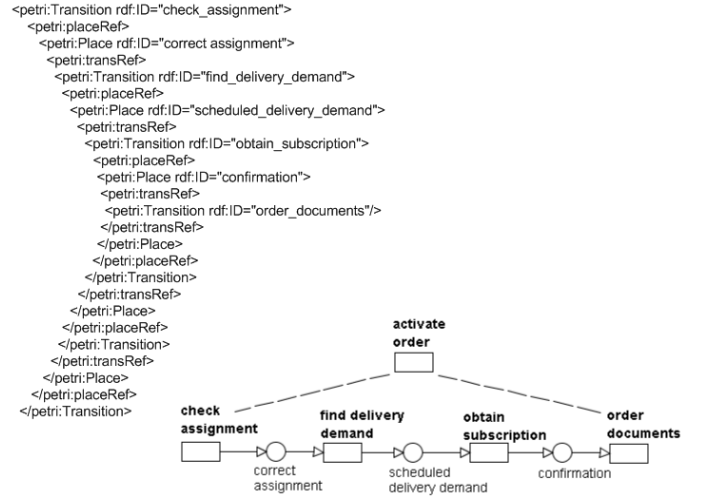 <petri:Transition rdf:ID="check_assignment">
<petri:placeRef>
<petri:Place rdf:ID="correct assignment">
<petri:transRef>
<petri:Transition rdf:ID="find_delivery_demand">
<petri:placeRef>
<petri:Place rdf:ID="scheduled_delivery_demand">
<petri:transRef>
<petri:Transition rdf:ID="obtain_subscription">
<petri:placeRef>
<petri:Place rdf:ID="confirmation">
<petri:transRef>
<petri:Transition rdf:ID="order_documents"/>
</petri:transRef>
</petri:Place>
</petri:placeRef>
</petri:Transition>
</petri:transRef>
</petri:Place>
</petri:placeRef>
</petri:Transition>
</petri:transRef>
</petri:Place>
</petri:placeRef>
</petri:Transition>
activate
order
check
assignment
find delivery
demand
obtain
subscription
order
documents
correct
assignment
scheduled
delivery demand
confirmation